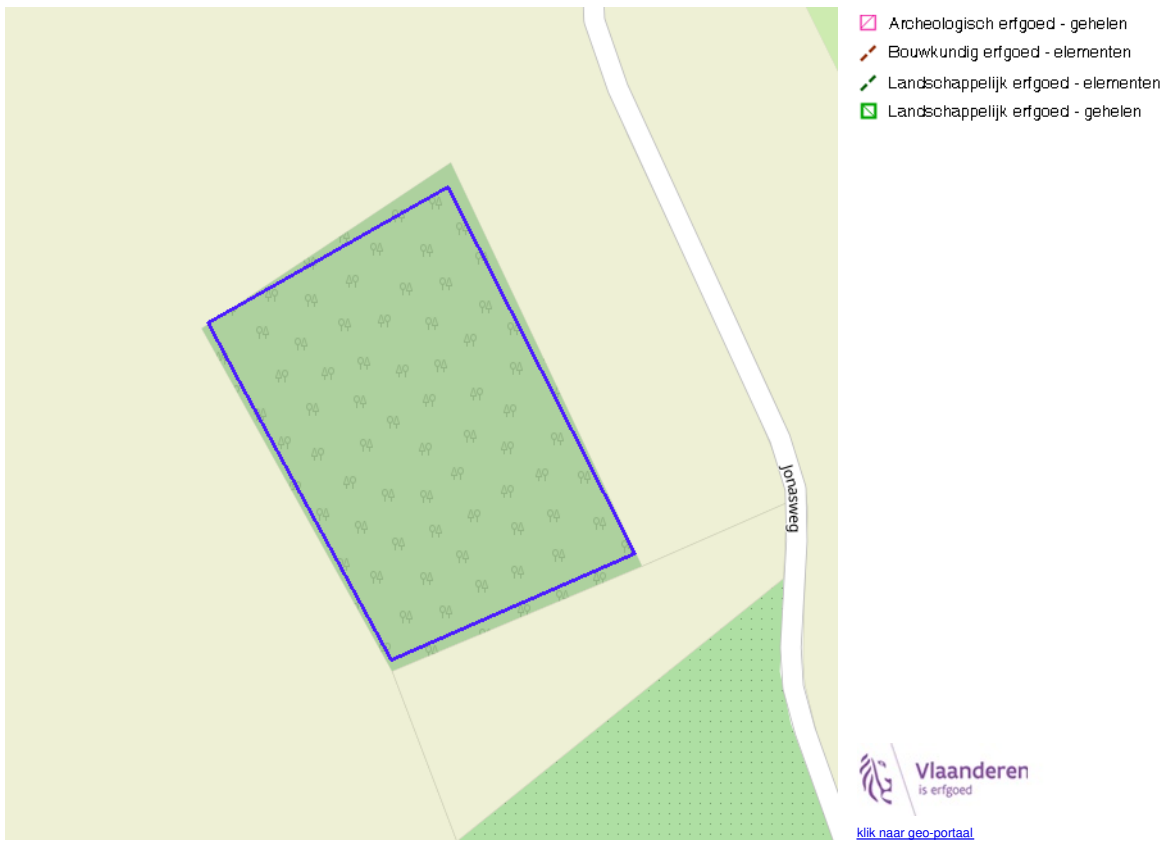 Archeologisch erfgoed - gehelen
Bouwkundig erfgoed - elementen
Landschappelijk erfgoed - elementen
Landschappelijk erfgoed - gehelen
Jonasweg
Vlaanderen
is erfgoed
klik naar geo-portaal